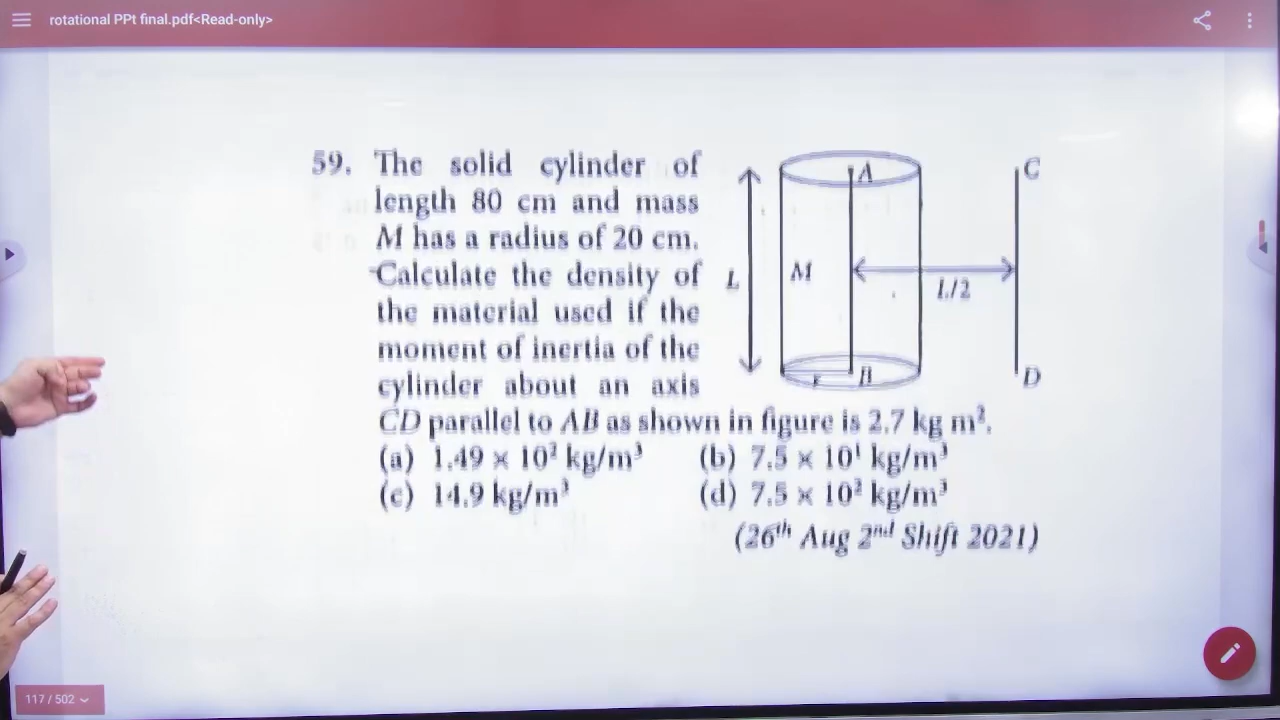 rotational PPt final.pdf<Read-only>
59. The solid cylinder of
length 80 cm and mass
M has a radius of 20 cm.
Calculate the density of
the material used if the
moment of inertia of the
cylinder about an axis
CD parallel to AB as shown in figure is 2.7 kg m².
(a) 1.49 × 10² kg/m³ (b) 7.5 × 10¹ kg/m³
(c) 14.9 kg/m³ (d) 7.5 × 10² kg/m³
(26th Aug 2nd Shift 2021)
A
C
L
M
L/2
r
B
D
117 / 502